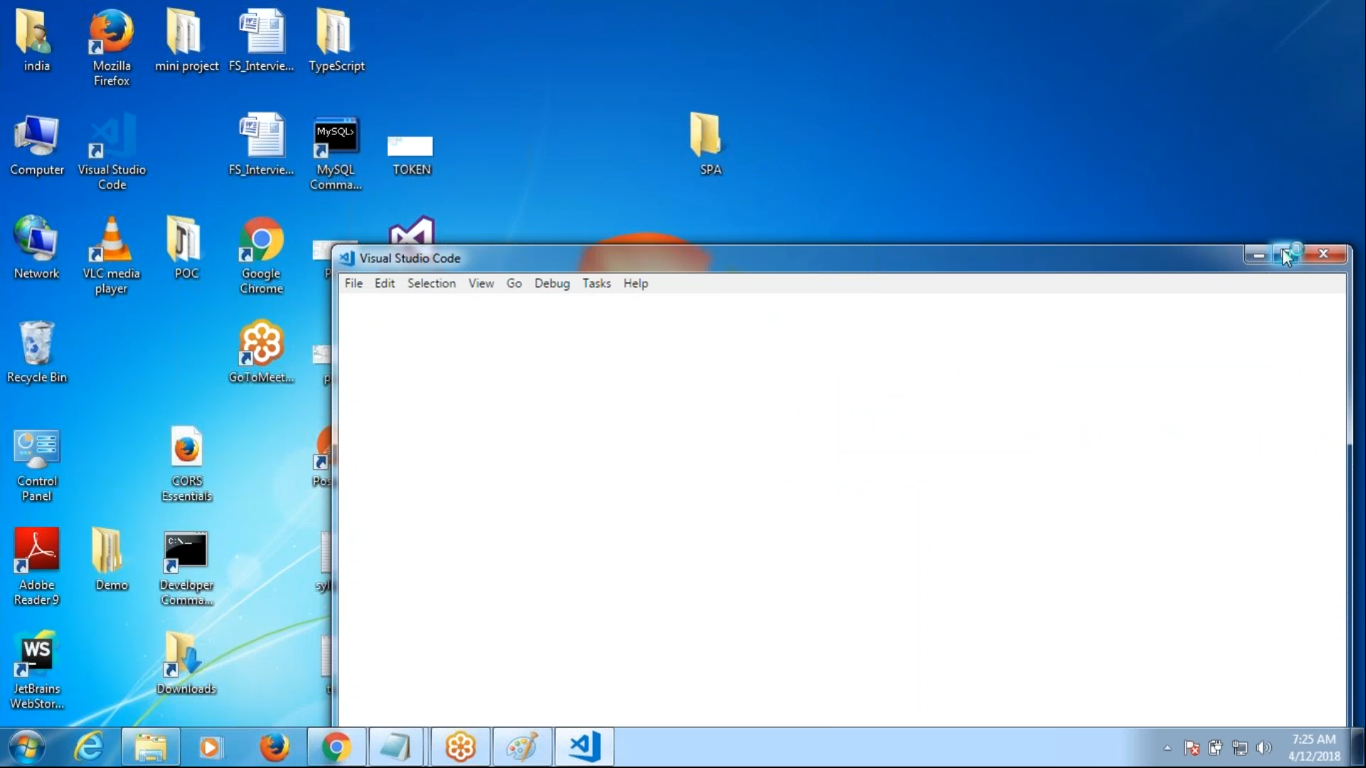 india
Mozilla
Firefox
mini project
FS_Intervie...
TypeScript
Computer
Visual Studio
Code
FS_Intervie...
MySQL>
MySQL
Comma...
TOKEN
SPA
Network
VLC media
player
POC
Google
Chrome
Visual Studio Code
File Edit Selection View Go Debug Tasks Help
Recycle Bin
GoToMeet...
Control
Panel
CORS
Essentials
C:\_
Adobe
Reader 9
Demo
Developer
Comma...
WS
JetBrains
WebStor...
Downloads
7:25 AM
4/12/2018